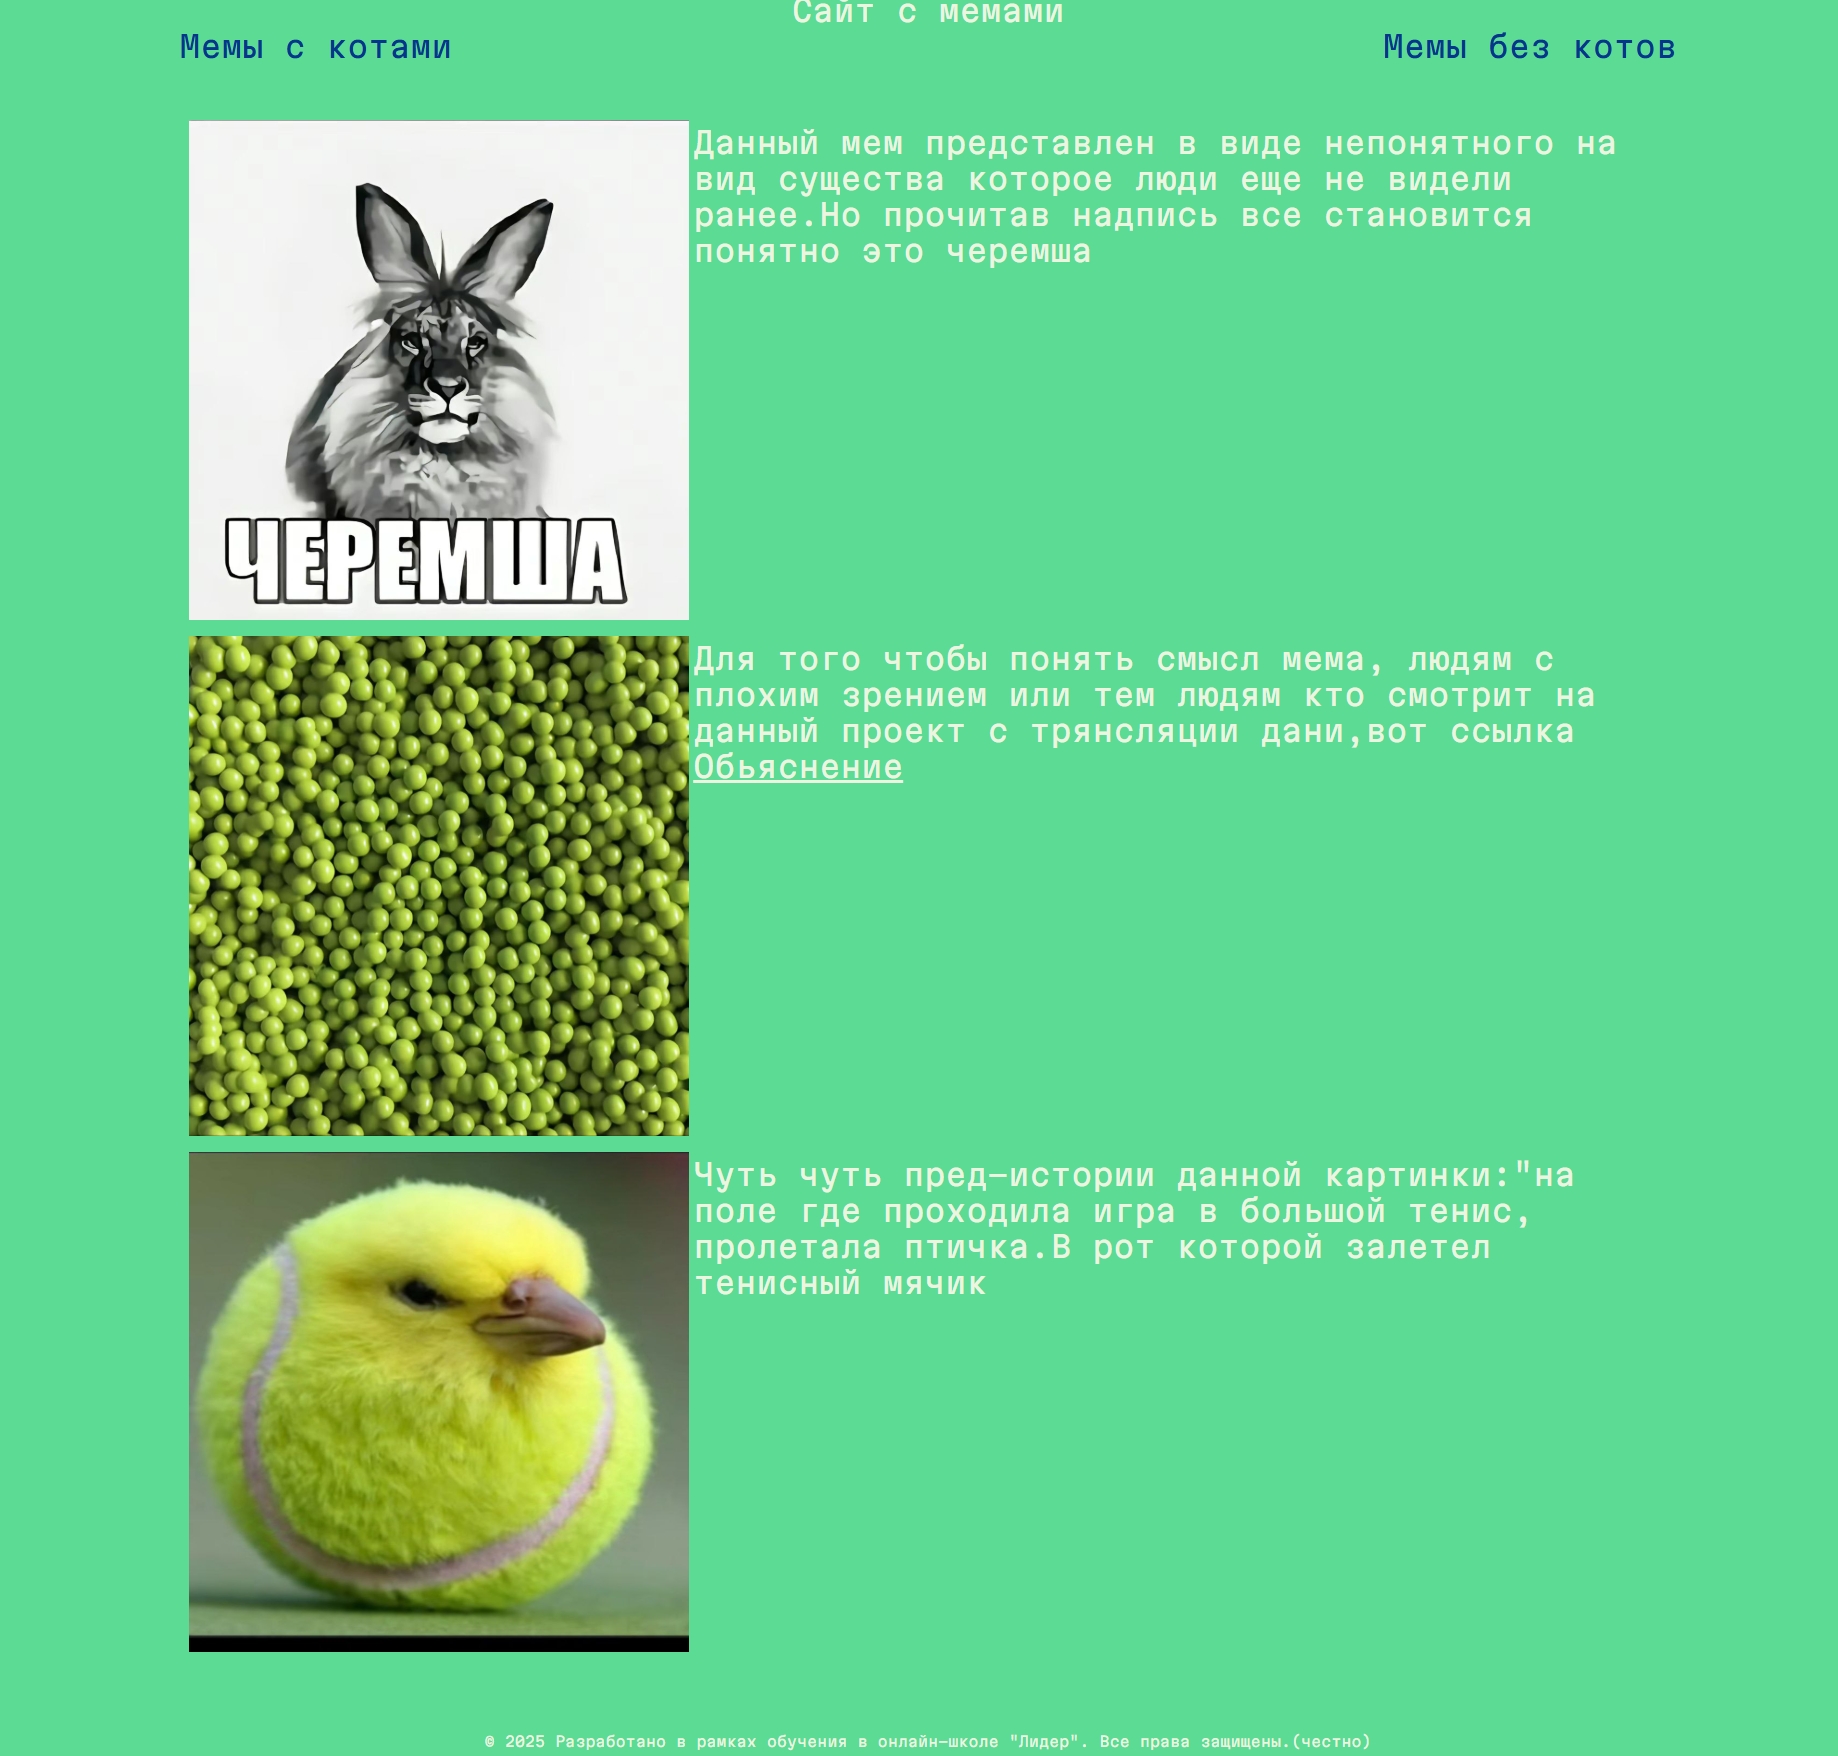 Сайт с мемами
Мемы с котами
Мемы без котов
Данный мем представлен в виде непонятного на
вид существа которое люди еще не видели
ранее.Но прочитав надпись все становится
понятно это черемша
ЧЕРЕМША
Для того чтобы понять смысл мема, людям с
плохим зрением или тем людям кто смотрит на
данный проект с трянсляции дани,вот ссылка
Обьяснение
Чуть чуть пред-истории данной картинки:"на
поле где проходила игра в большой тенис,
пролетала птичка.В рот которой залетел
тенисный мячик
© 2025 Разработано в рамках обучения в онлайн-школе "Лидер". Все права защищены.(честно)